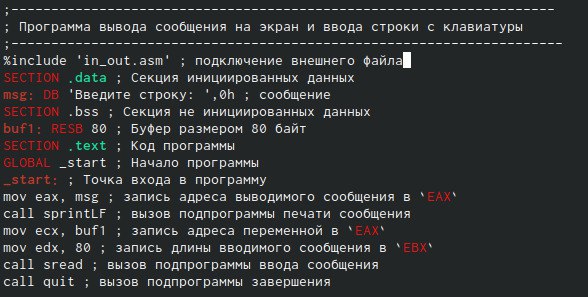 ;------------------------------------------------------------------
; Программа вывода сообщения на экран и ввода строки с клавиатуры
;-------------------------------------------------------------------
%include 'in_out.asm' ; подключение внешнего файла
SECTION .data ; Секция инициированных данных
msg: DB 'Введите строку: ',0h ; сообщение
SECTION .bss ; Секция не инициированных данных
buf1: RESB 80 ; Буфер размером 80 байт
SECTION .text ; Код программы
GLOBAL _start ; Начало программы
_start: ; Точка входа в программу
mov eax, msg ; запись адреса выводимого сообщения в `EAX`
call sprintLF ; вызов подпрограммы печати сообщения
mov ecx, buf1 ; запись адреса переменной в `EAX`
mov edx, 80 ; запись длины вводимого сообщения в `EBX`
call sread ; вызов подпрограммы ввода сообщения
call quit ; вызов подпрограммы завершения